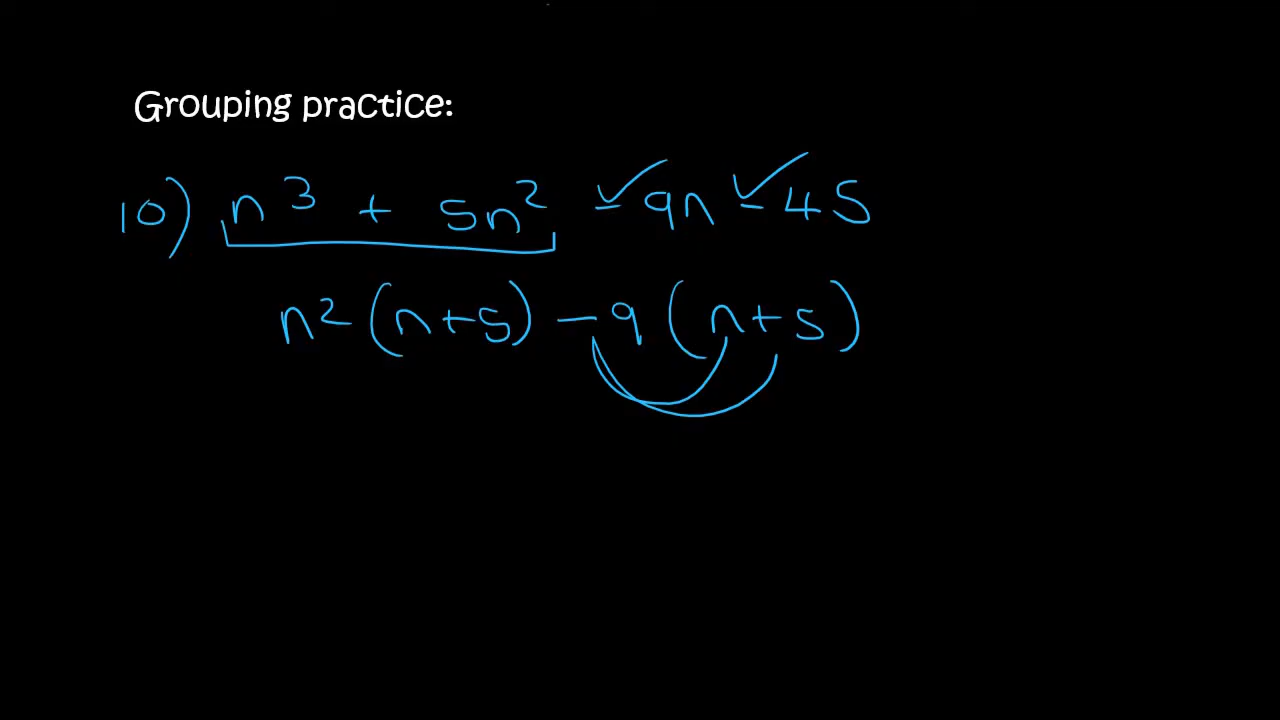 Grouping practice:
10) n³ + 5n² - 9n - 45
n² (n+5) - 9 (n+5)